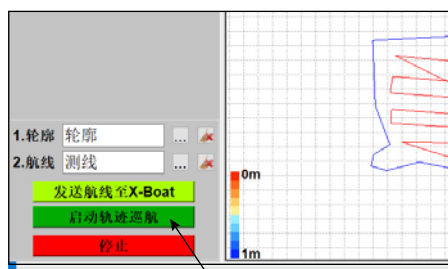 1.轮廓 轮廓 ...
2.航线 测线 ...
发送航线至X-Boat
启动轨迹巡航
停止
0m
1m